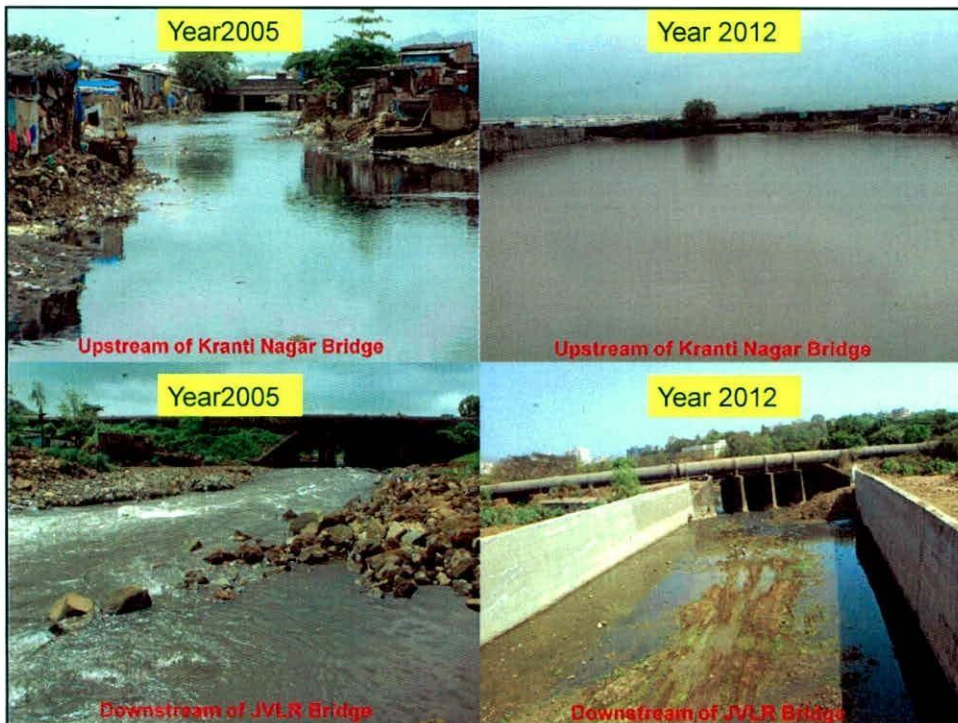 Year2005
Year 2012
Upstream of Kranti Nagar Bridge
Upstream of Kranti Nagar Bridge
Year2005
Year 2012
Downstream of JVLR Bridge
Downstream of JVLR Bridge